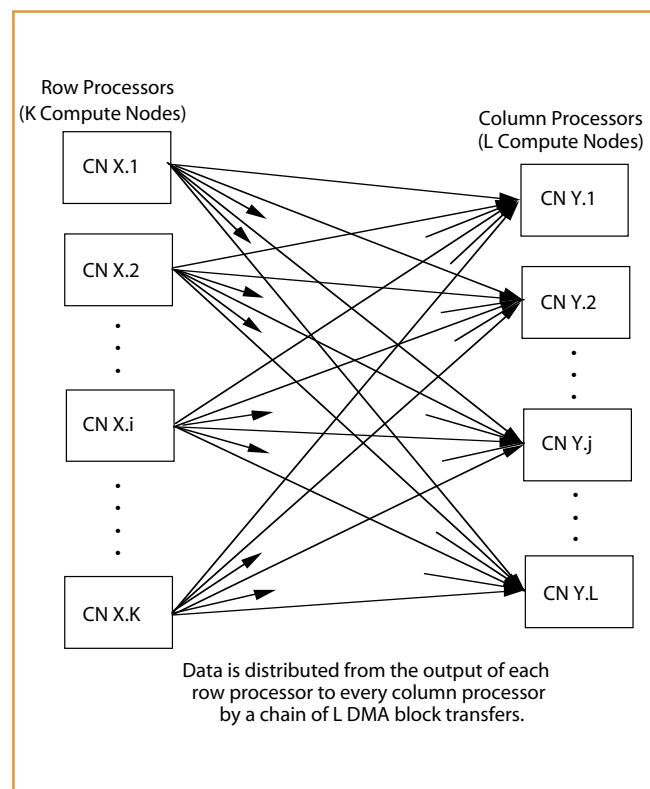 Row Processors
(K Compute Nodes)
Column Processors
(L Compute Nodes)
CN X.1
CN X.2
CN X.i
CN X.K
CN Y.1
CN Y.2
CN Y.j
CN Y.L
Data is distributed from the output of each
row processor to every column processor
by a chain of L DMA block transfers.